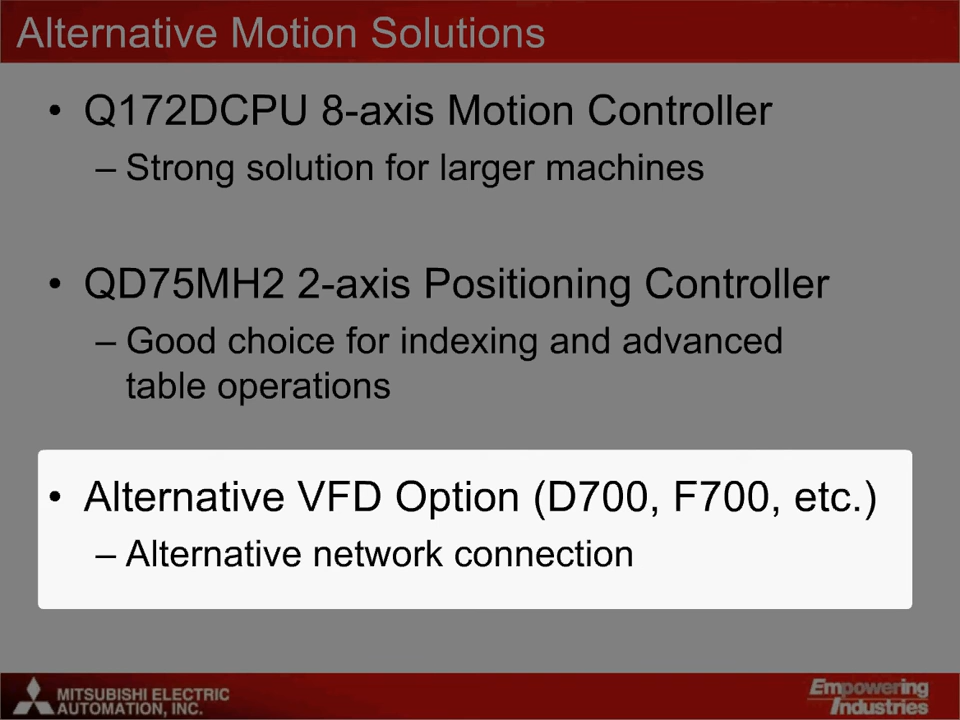 Alternative Motion Solutions
• Q172DCPU 8-axis Motion Controller
– Strong solution for larger machines
• QD75MH2 2-axis Positioning Controller
– Good choice for indexing and advanced
table operations
• Alternative VFD Option (D700, F700, etc.)
– Alternative network connection
MITSUBISHI ELECTRIC
AUTOMATION, INC.
Empowering
Industries